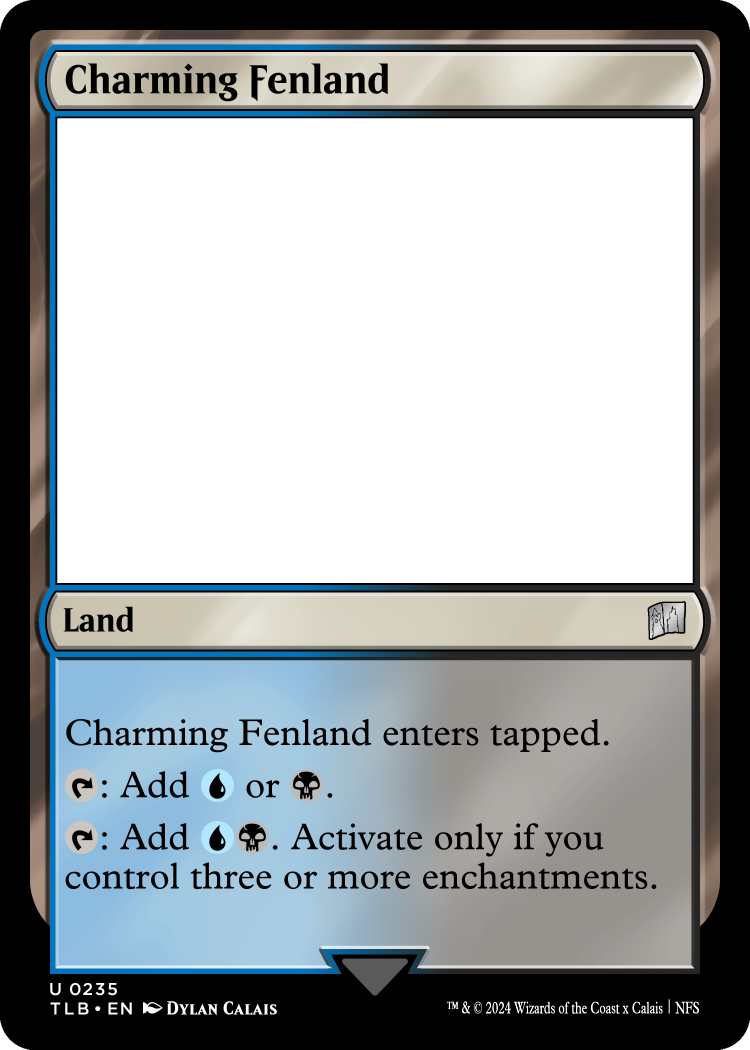 Charming Fenland
Land
Charming Fenland enters tapped.
: Add or .
: Add . Activate only if you
control three or more enchantments.
U 0235
TLB • EN Dylan Calais
™ & © 2024 Wizards of the Coast x Calais | NFS